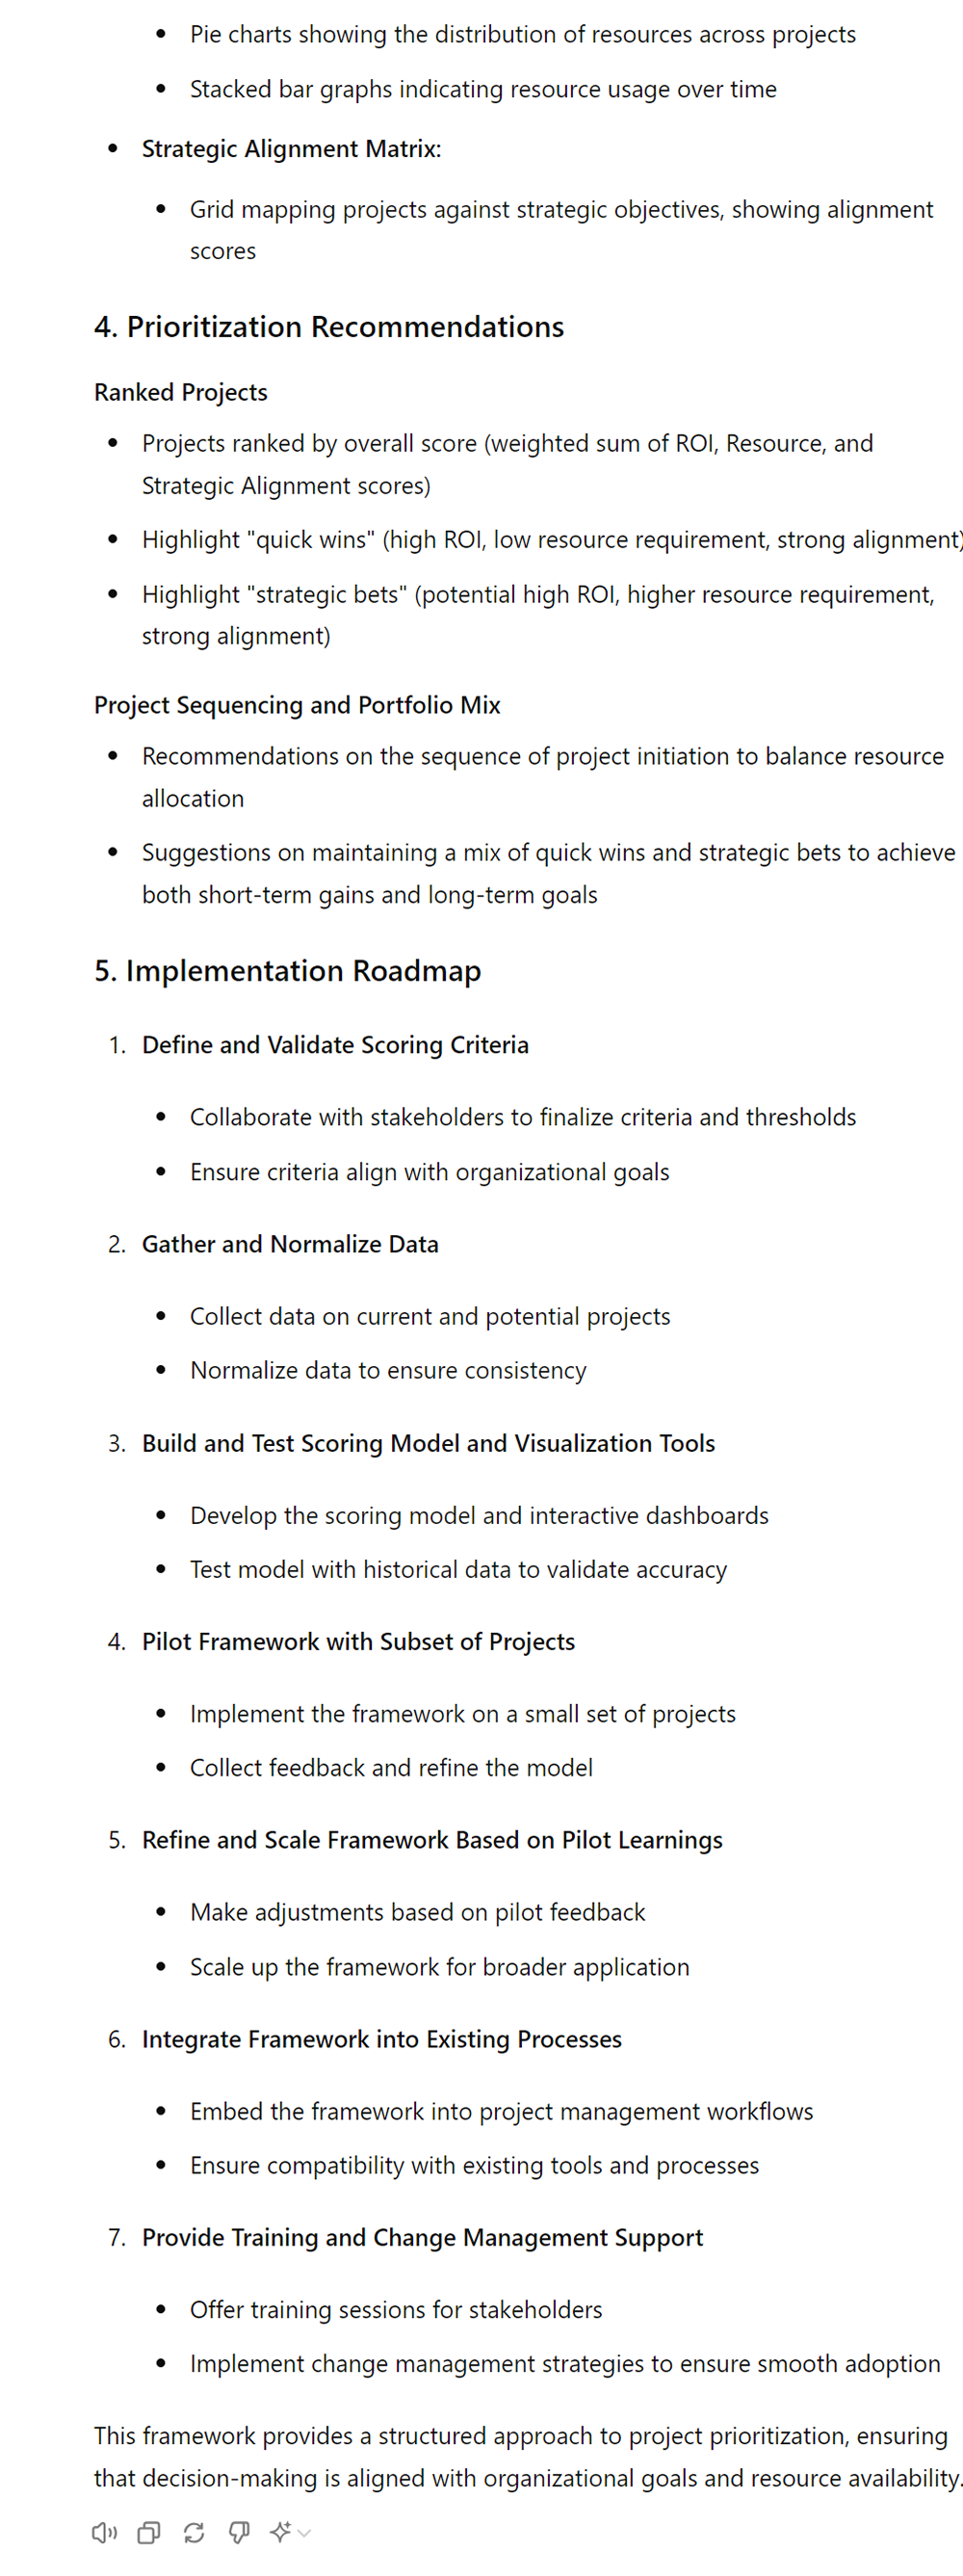 Pie charts showing the distribution of resources across projects
Stacked bar graphs indicating resource usage over time
Strategic Alignment Matrix:
Grid mapping projects against strategic objectives, showing alignment
scores
4. Prioritization Recommendations
Ranked Projects
Projects ranked by overall score (weighted sum of ROI, Resource, and
Strategic Alignment scores)
Highlight "quick wins" (high ROI, low resource requirement, strong alignment)
Highlight "strategic bets" (potential high ROI, higher resource requirement,
strong alignment)
Project Sequencing and Portfolio Mix
Recommendations on the sequence of project initiation to balance resource
allocation
Suggestions on maintaining a mix of quick wins and strategic bets to achieve
both short-term gains and long-term goals
5. Implementation Roadmap
1. Define and Validate Scoring Criteria
Collaborate with stakeholders to finalize criteria and thresholds
Ensure criteria align with organizational goals
2. Gather and Normalize Data
Collect data on current and potential projects
Normalize data to ensure consistency
3. Build and Test Scoring Model and Visualization Tools
Develop the scoring model and interactive dashboards
Test model with historical data to validate accuracy
4. Pilot Framework with Subset of Projects
Implement the framework on a small set of projects
Collect feedback and refine the model
5. Refine and Scale Framework Based on Pilot Learnings
Make adjustments based on pilot feedback
Scale up the framework for broader application
6. Integrate Framework into Existing Processes
Embed the framework into project management workflows
Ensure compatibility with existing tools and processes
7. Provide Training and Change Management Support
Offer training sessions for stakeholders
Implement change management strategies to ensure smooth adoption
This framework provides a structured approach to project prioritization, ensuring
that decision-making is aligned with organizational goals and resource availability.